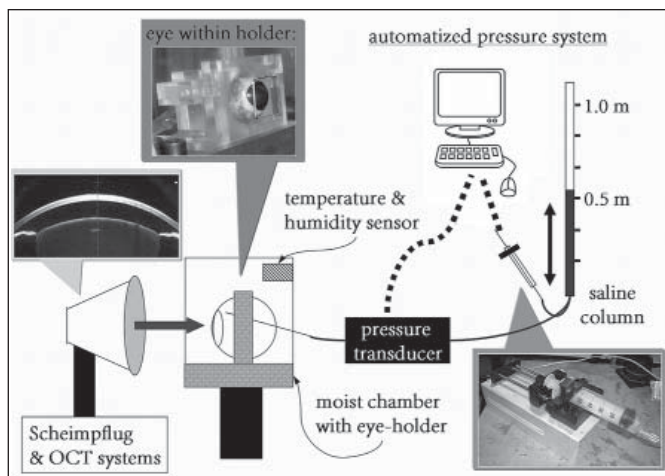 eye within holder:
automatized pressure system
1.0 m
0.5 m
temperature &
humidity sensor
saline
column
pressure
transducer
moist chamber
with eye-holder
Scheimpflug
& OCT systems